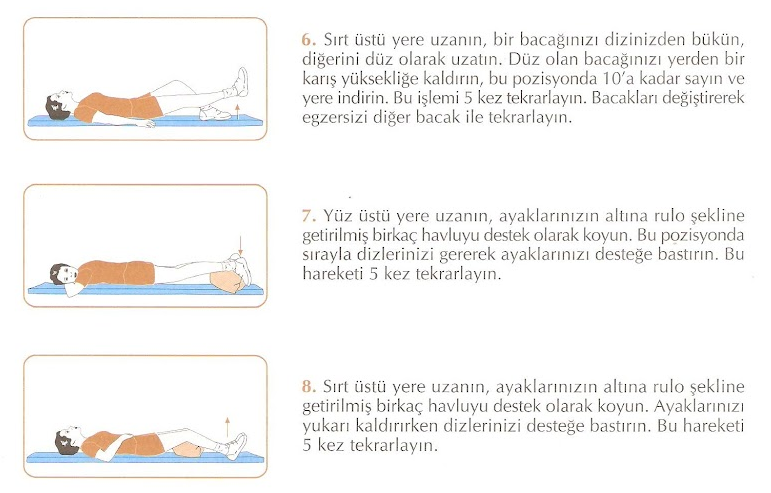 6. Sırt üstü yere uzanın, bir bacağınızı dizinizden bükün,
diğerini düz olarak uzatın. Düz olan bacağınızı yerden bir
karış yüksekliğe kaldırın, bu pozisyonda 10'a kadar sayın ve
yere indirin. Bu işlemi 5 kez tekrarlayın. Bacakları değiştirerek
egzersizi diğer bacak ile tekrarlayın.
7. Yüz üstü yere uzanın, ayaklarınızın altına rulo şekline
getirilmiş birkaç havluyu destek olarak koyun. Bu pozisyonda
sırayla dizlerinizi gererek ayaklarınızı desteğe bastırın. Bu
hareketi 5 kez tekrarlayın.
8. Sırt üstü yere uzanın, ayaklarınızın altına rulo şekline
getirilmiş birkaç havluyu destek olarak koyun. Ayaklarınızı
yukarı kaldırırken dizlerinizi desteğe bastırın. Bu hareketi
5 kez tekrarlayın.